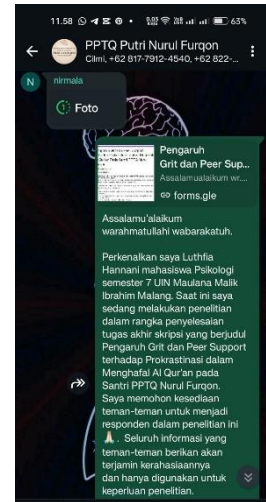 11.58
63%
PPTQ Putri Nurul Furqon
Cilmi, +62 817-7912-4540, +62 822-...
N
nirmala
1
Foto
Pengaruh
Grit dan Peer Sup...
Assalamualaikum wr....
forms.gle
Assalamu'alaikum
warahmatullahi wabarakatuh.
Perkenalkan saya Luthfia
Hannani mahasiswa Psikologi
semester 7 UIN Maulana Malik
Ibrahim Malang. Saat ini saya
sedang melakukan penelitian
dalam rangka penyelesaian
tugas akhir skripsi yang berjudul
Pengaruh Grit dan Peer Support
terhadap Prokrastinasi dalam
Menghafal Al Qur'an pada
Santri PPTQ Nurul Furqon.
Saya memohon kesediaan
teman-teman untuk menjadi
responden dalam penelitian ini
🙏. Seluruh informasi yang
teman-teman berikan akan
terjamin kerahasiaannya
dan hanya digunakan untuk
keperluan penelitian.